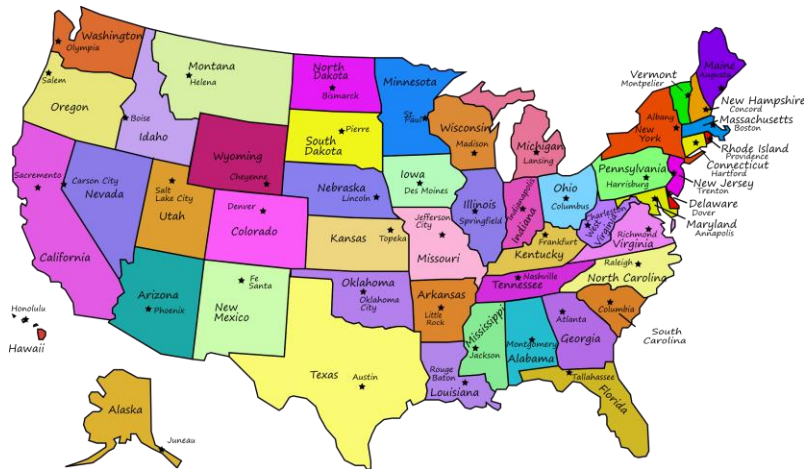 Washington
Olympia
Salem
Oregon
Montana
Helena
Boise
Idaho
North
Dakota
Bismarck
Minnesota
St.
Paul
Wisconsin
Madison
Michigan
Lansing
Vermont
Montpelier
Maine
Augusta
New Hampshire
Concord
Massachusetts
Boston
Albany
New
York
Rhode Island
Providence
Connecticut
Hartford
Pennsylvania
Harrisburg
New Jersey
Trenton
Delaware
Dover
Maryland
Annapolis
Pierre
South
Dakota
Wyoming
Cheyenne
Sacramento
Carson City
Nevada
Salt
Lake City
Utah
Denver
Colorado
Nebraska
Lincoln
Iowa
Des Moines
Illinois
Springfield
Indianapolis
Indiana
Ohio
Columbus
Charleston
West
Virginia
Richmond
Virginia
California
Kansas
Topeka
Jefferson
City
Missouri
Frankfurt
Kentucky
Nashville
Tennessee
Raleigh
North Carolina
Columbia
South
Carolina
Arizona
Phoenix
Fe
Santa
New
Mexico
Oklahoma
Oklahoma
City
Arkansas
Little
Rock
Mississippi
Jackson
Montgomery
Alabama
Atlanta
Georgia
Honolulu
Hawaii
Texas
Austin
Rouge
Baton
Louisiana
Tallahassee
Florida
Alaska
Juneau